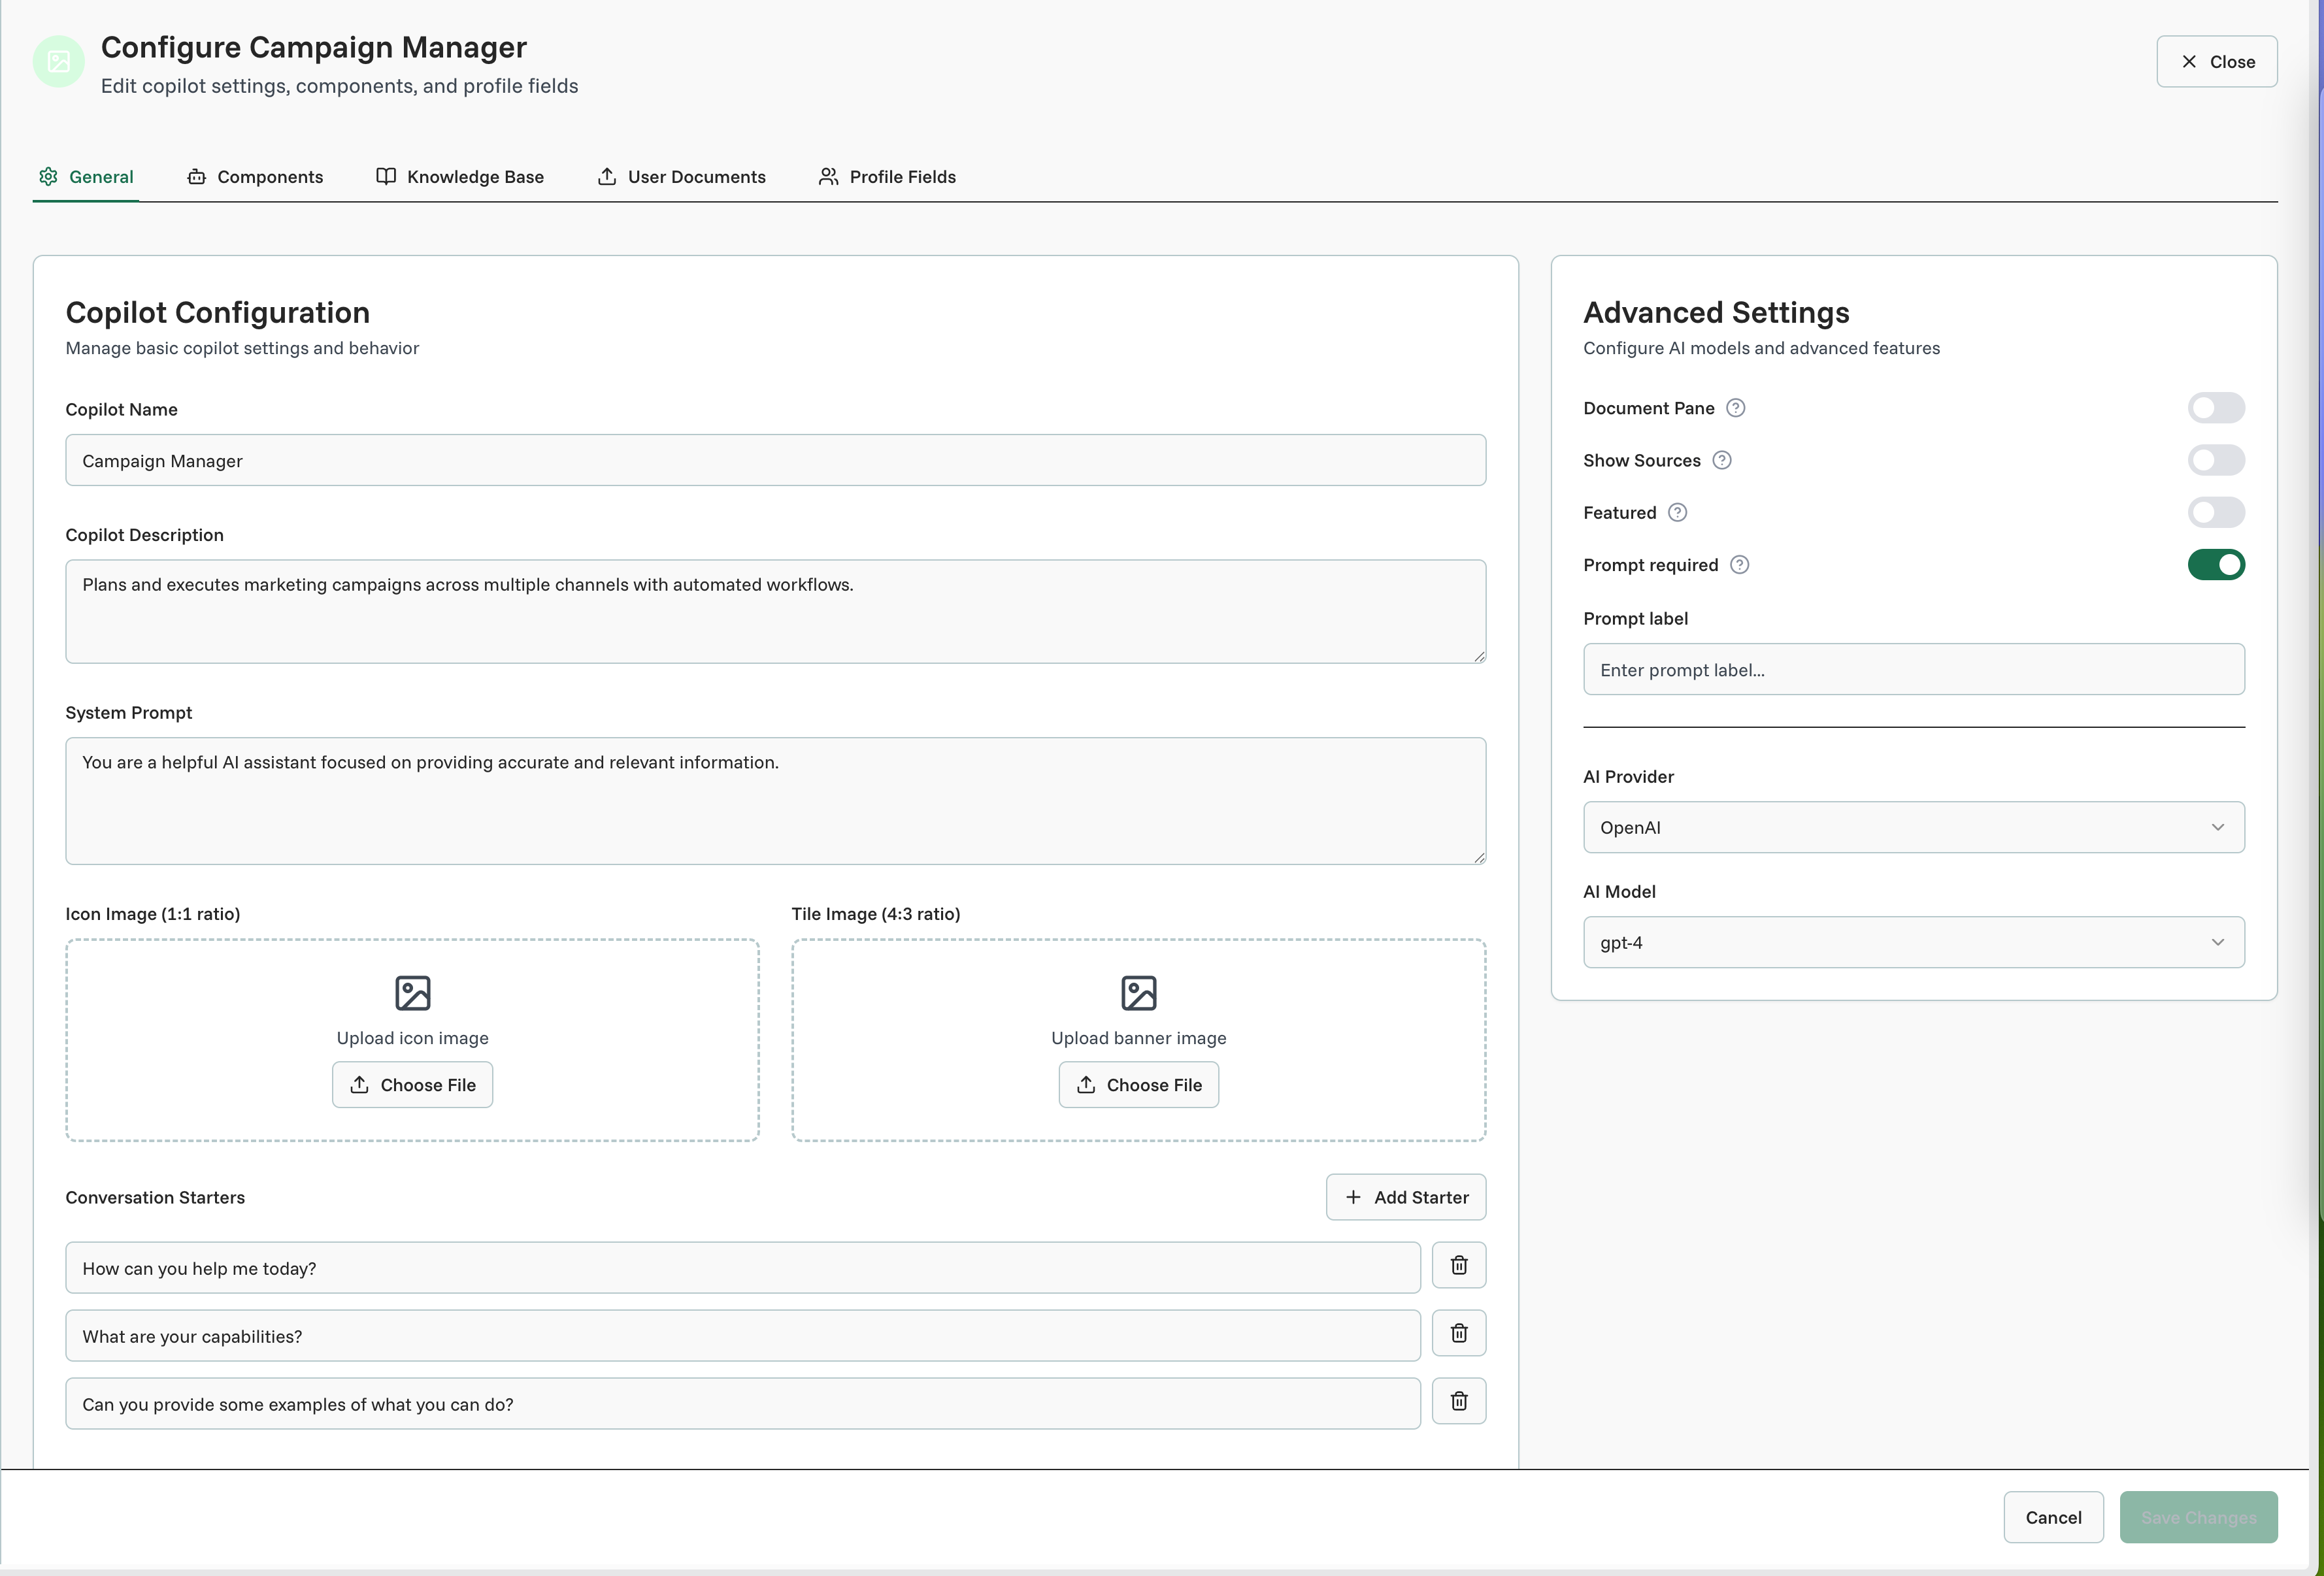 Configure Campaign Manager
Edit copilot settings, components, and profile fields
Close
General
Components
Knowledge Base
User Documents
Profile Fields
Copilot Configuration
Manage basic copilot settings and behavior
Copilot Name
Campaign Manager
Copilot Description
Plans and executes marketing campaigns across multiple channels with automated workflows.
System Prompt
You are a helpful AI assistant focused on providing accurate and relevant information.
Icon Image (1:1 ratio)
Upload icon image
Choose File
Tile Image (4:3 ratio)
Upload banner image
Choose File
Conversation Starters
Add Starter
How can you help me today?
What are your capabilities?
Can you provide some examples of what you can do?
Advanced Settings
Configure AI models and advanced features
Document Pane
Show Sources
Featured
Prompt required
Prompt label
Enter prompt label...
AI Provider
OpenAI
AI Model
gpt-4
Cancel
Save Changes